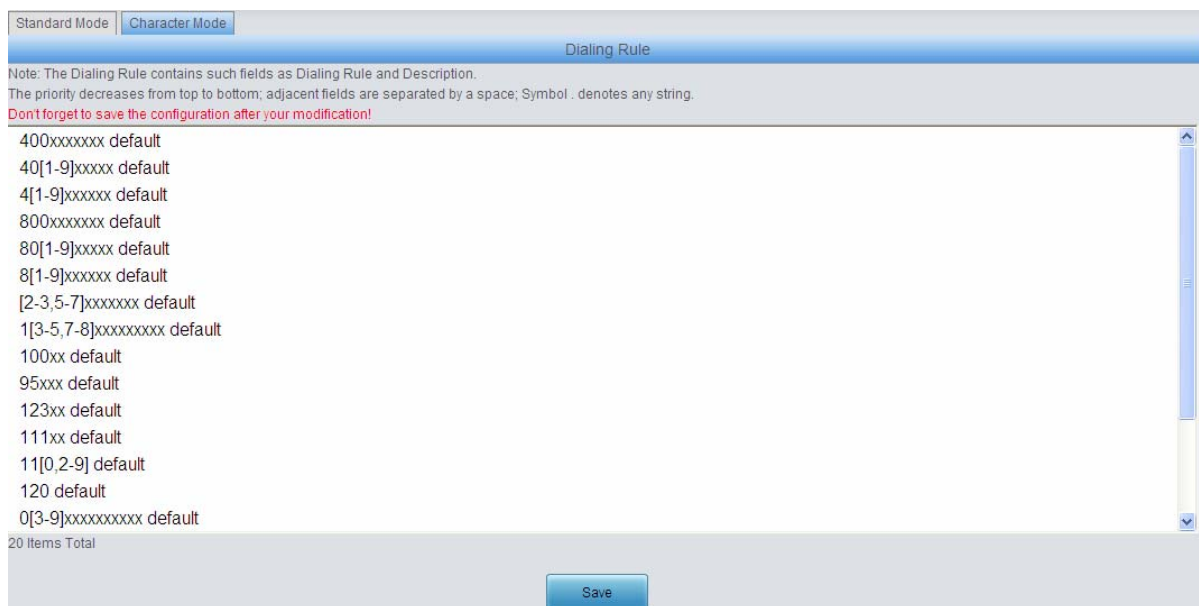 Standard Mode Character Mode
Dialing Rule
Note: The Dialing Rule contains such fields as Dialing Rule and Description.
The priority decreases from top to bottom; adjacent fields are separated by a space; Symbol . denotes any string.
Don't forget to save the configuration after your modification!
400xxxxxxx default
40[1-9]xxxxx default
4[1-9]xxxxxx default
800xxxxxxx default
80[1-9]xxxxx default
8[1-9]xxxxxx default
[2-3,5-7]xxxxxxx default
1[3-5,7-8]xxxxxxxxx default
100xx default
95xxx default
123xx default
111xx default
11[0,2-9] default
120 default
0[3-9]xxxxxxxxxx default
20 Items Total
Save